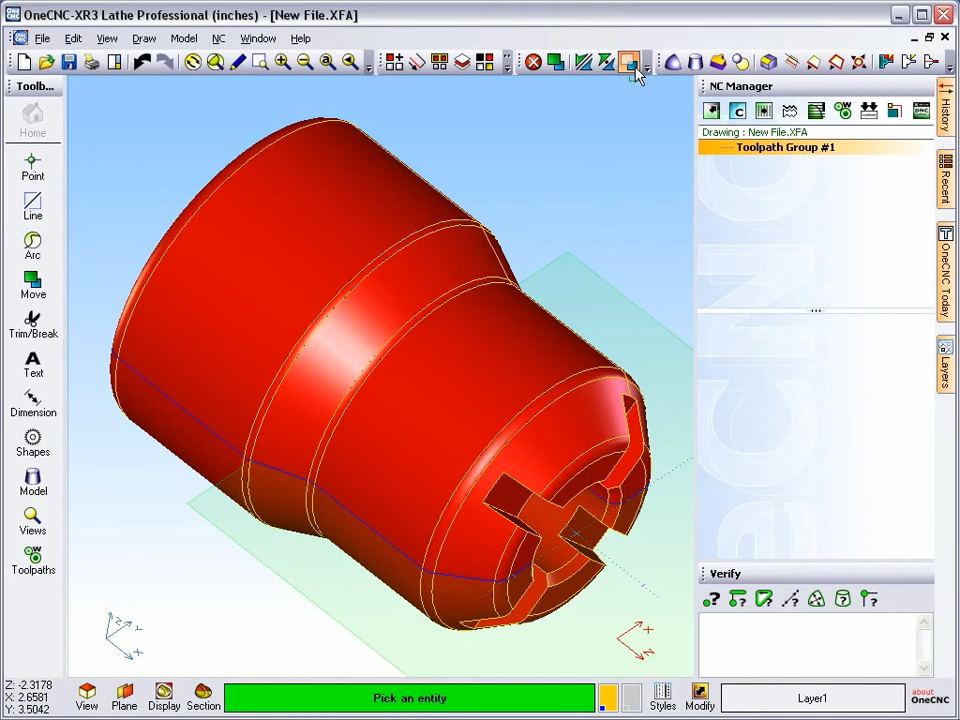 OneCNC-XR3 Lathe Professional (inches) - [New File.XFA]
File Edit View Draw Model NC Window Help
Toolb...
Home
Point
Line
Arc
Move
Trim/Break
Text
Dimension
Shapes
Model
Views
Toolpaths
NC Manager
Drawing : New File.XFA
Toolpath Group #1
Verify
History
Recent
OneCNC Today
Layers
Z: -2.3178
X: 2.6581
Y: 3.5042
View Plane Display Section
Pick an entity
Styles Modify
Layer1
about
OneCNC